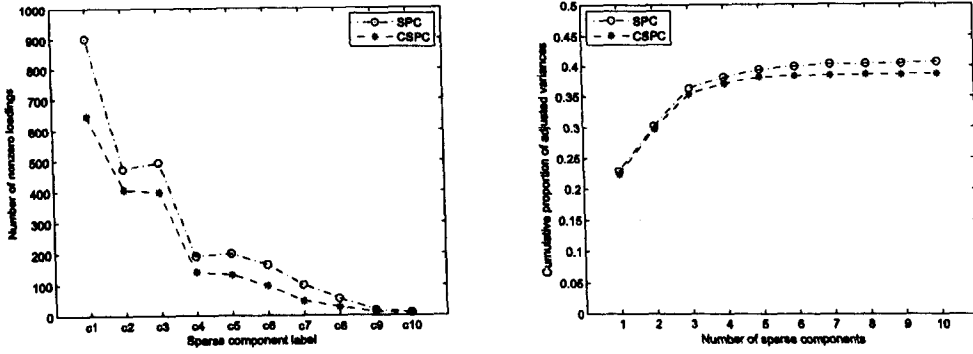 1000
900
800
700
600
500
400
300
200
100
0
Number of nonzero loadings
c1 c2 c3 c4 c5 c6 c7 c8 c9 c10
Sparse component label
SPC
CSPC
0.5
0.45
0.4
0.35
0.3
0.25
0.2
0.15
0.1
0.05
0
Cumulative proportion of adjusted variances
1 2 3 4 5 6 7 8 9 10
Number of sparse components
SPC
CSPC